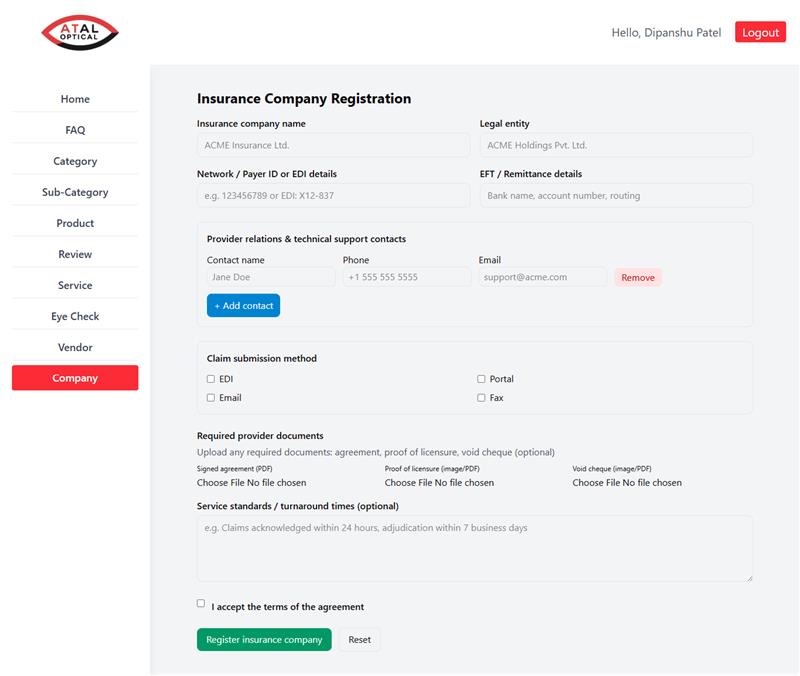 ATAL
OPTICAL
Hello, Dipanshu Patel
Logout
Home
FAQ
Category
Sub-Category
Product
Review
Service
Eye Check
Vendor
Company
Insurance Company Registration
Insurance company name
Legal entity
ACME Insurance Ltd.
ACME Holdings Pvt. Ltd.
Network / Payer ID or EDI details
EFT / Remittance details
e.g. 123456789 or EDI: X12-837
Bank name, account number, routing
Provider relations & technical support contacts
Contact name
Phone
Email
Jane Doe
+1 555 555 5555
support@acme.com
Remove
+ Add contact
Claim submission method
EDI
Portal
Email
Fax
Required provider documents
Upload any required documents: agreement, proof of licensure, void cheque (optional)
Signed agreement (PDF)
Proof of licensure (image/PDF)
Void cheque (image/PDF)
Choose File No file chosen
Choose File No file chosen
Choose File No file chosen
Service standards / turnaround times (optional)
e.g. Claims acknowledged within 24 hours, adjudication within 7 business days
I accept the terms of the agreement
Register insurance company
Reset